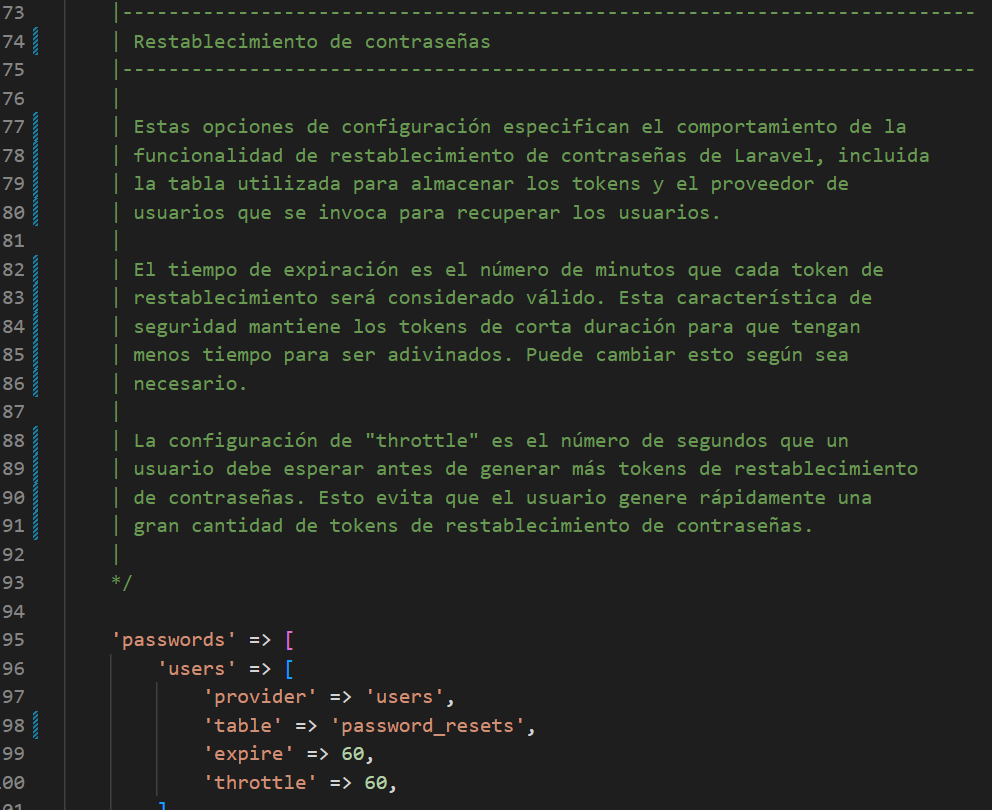 73 |--------------------------------------------------------------------------
74 | Restablecimiento de contraseñas
75 |--------------------------------------------------------------------------
76 |
77 | Estas opciones de configuración especifican el comportamiento de la
78 | funcionalidad de restablecimiento de contraseñas de Laravel, incluida
79 | la tabla utilizada para almacenar los tokens y el proveedor de
80 | usuarios que se invoca para recuperar los usuarios.
81 |
82 | El tiempo de expiración es el número de minutos que cada token de
83 | restablecimiento será considerado válido. Esta característica de
84 | seguridad mantiene los tokens de corta duración para que tengan
85 | menos tiempo para ser adivinados. Puede cambiar esto según sea
86 | necesario.
87 |
88 | La configuración de "throttle" es el número de segundos que un
89 | usuario debe esperar antes de generar más tokens de restablecimiento
90 | de contraseñas. Esto evita que el usuario genere rápidamente una
91 | gran cantidad de tokens de restablecimiento de contraseñas.
92 |
93 */
94
95 'passwords' => [
96 'users' => [
97 'provider' => 'users',
98 'table' => 'password_resets',
99 'expire' => 60,
00 'throttle' => 60,